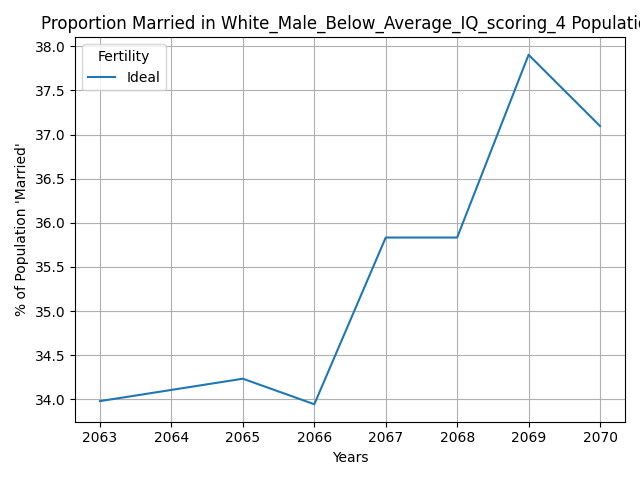 Proportion Married in White_Male_Below_Average_IQ_scoring_4 Populatio
Fertility
Ideal
38.0
37.5
37.0
36.5
36.0
35.5
35.0
34.5
34.0
% of Population 'Married'
2063 2064 2065 2066 2067 2068 2069 2070
Years